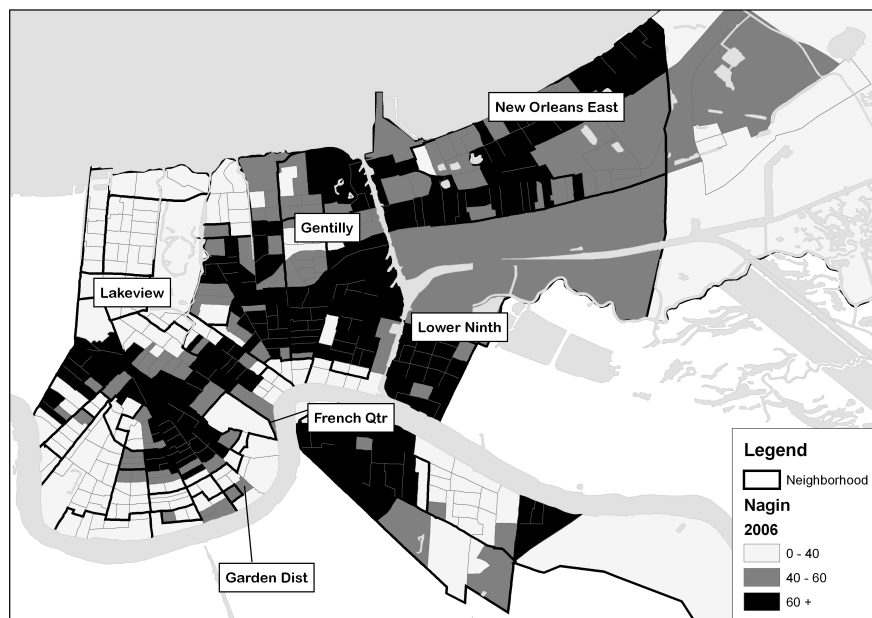 New Orleans East
Gentilly
Lakeview
Lower Ninth
French Qtr
Garden Dist
Legend
Neighborhood
Nagin
2006
0 - 40
40 - 60
60 +